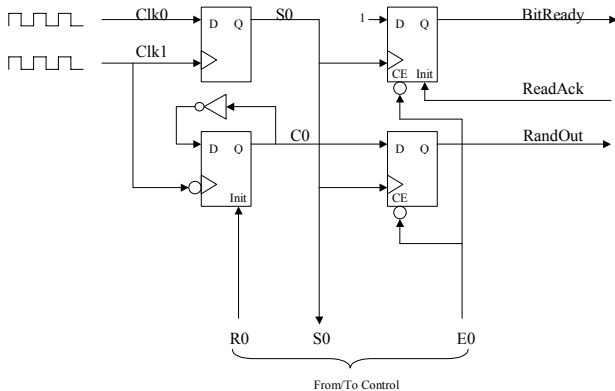 Clk0
D Q
S0
1
D Q
BitReady
Clk1
CE Init
ReadAck
D Q
C0
D Q
RandOut
Init
CE
R0 S0 E0
From/To Control